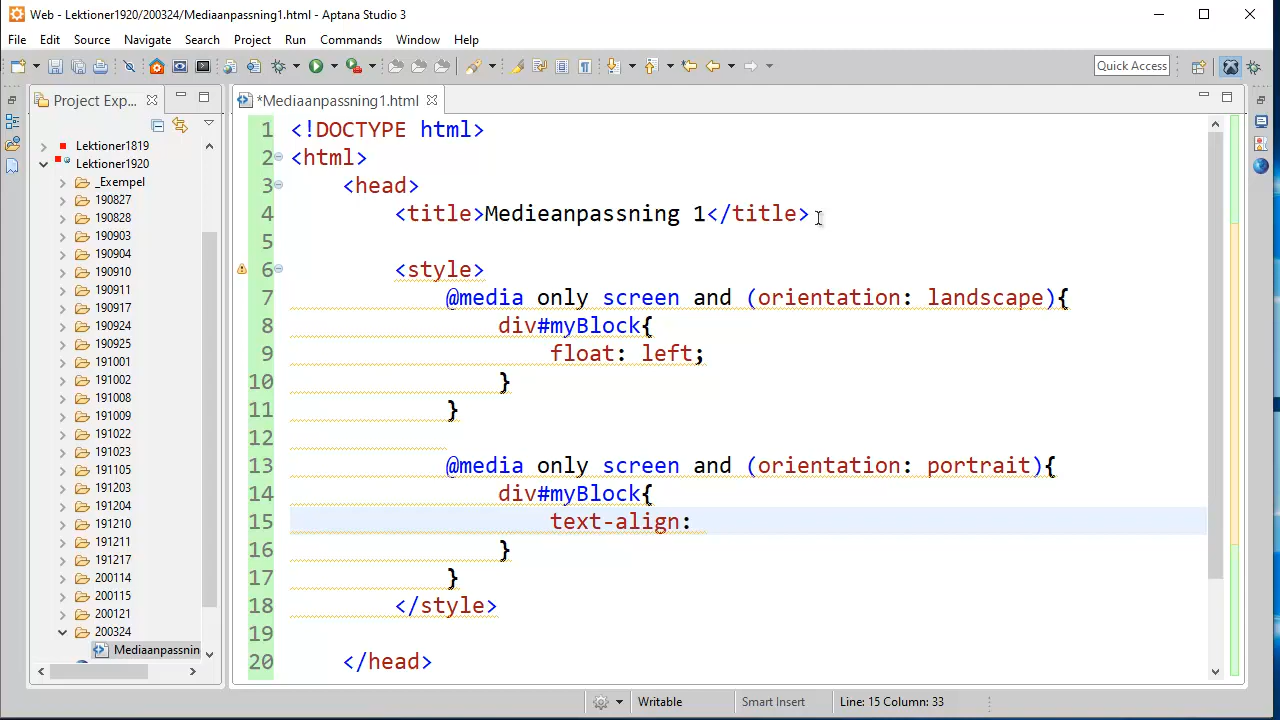 Web - Lektioner1920/200324/Mediaanpassning1.html - Aptana Studio 3
File Edit Source Navigate Search Project Run Commands Window Help
Quick Access
Project Exp...
*Mediaanpassning1.html
Lektioner1819
Lektioner1920
_Exempel
190827
190828
190903
190904
190910
190911
190917
190924
190925
191001
191002
191008
191009
191022
191023
191105
191203
191204
191210
191211
191217
200114
200115
200121
200324
Mediaanpassnin
1 <!DOCTYPE html>
2 <html>
3 <head>
4 <title>Medieanpassning 1</title>
5
6 <style>
7 @media only screen and (orientation: landscape){
8 div#myBlock{
9 float: left;
10 }
11 }
12
13 @media only screen and (orientation: portrait){
14 div#myBlock{
15 text-align:
16 }
17 }
18 </style>
19
20 </head>
Writable Smart Insert Line: 15 Column: 33